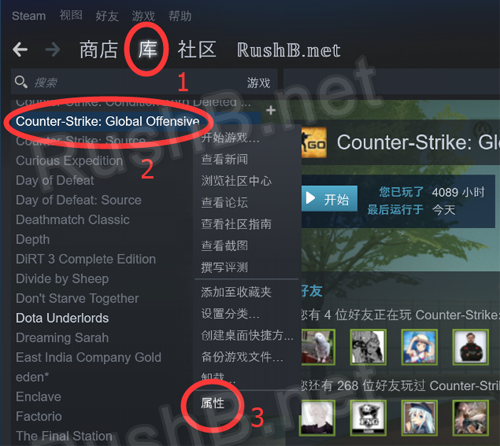 Steam 视图 好友 游戏 帮助
商店 库 社区 RushB.net
1
搜索 游戏
Counter-Strike: Condition Zero Deleted ...
Counter-Strike: Global Offensive
Counter-Strike: Source
2
Curious Expedition
Day of Defeat
Day of Defeat: Source
Deathmatch Classic
Depth
DiRT 3 Complete Edition
Divide by Sheep
Don't Starve Together
Dota Underlords
Dreaming Sarah
East India Company Gold
eden*
Enclave
Factorio
The Final Station
开始游戏...
查看新闻
浏览社区中心
查看论坛
查看社区指南
查看截图
撰写评测
添加至收藏夹
设置分类...
创建桌面快捷方...
备份游戏文件...
卸载...
属性
3
GO Counter-Strike: Gl
开始
您已玩了 4089 小时
最后运行于 今天
好友
您有 4 位好友正在玩 Counter-Strike:
您还有 268 位好友玩过 Counter-Strike
RushB.net